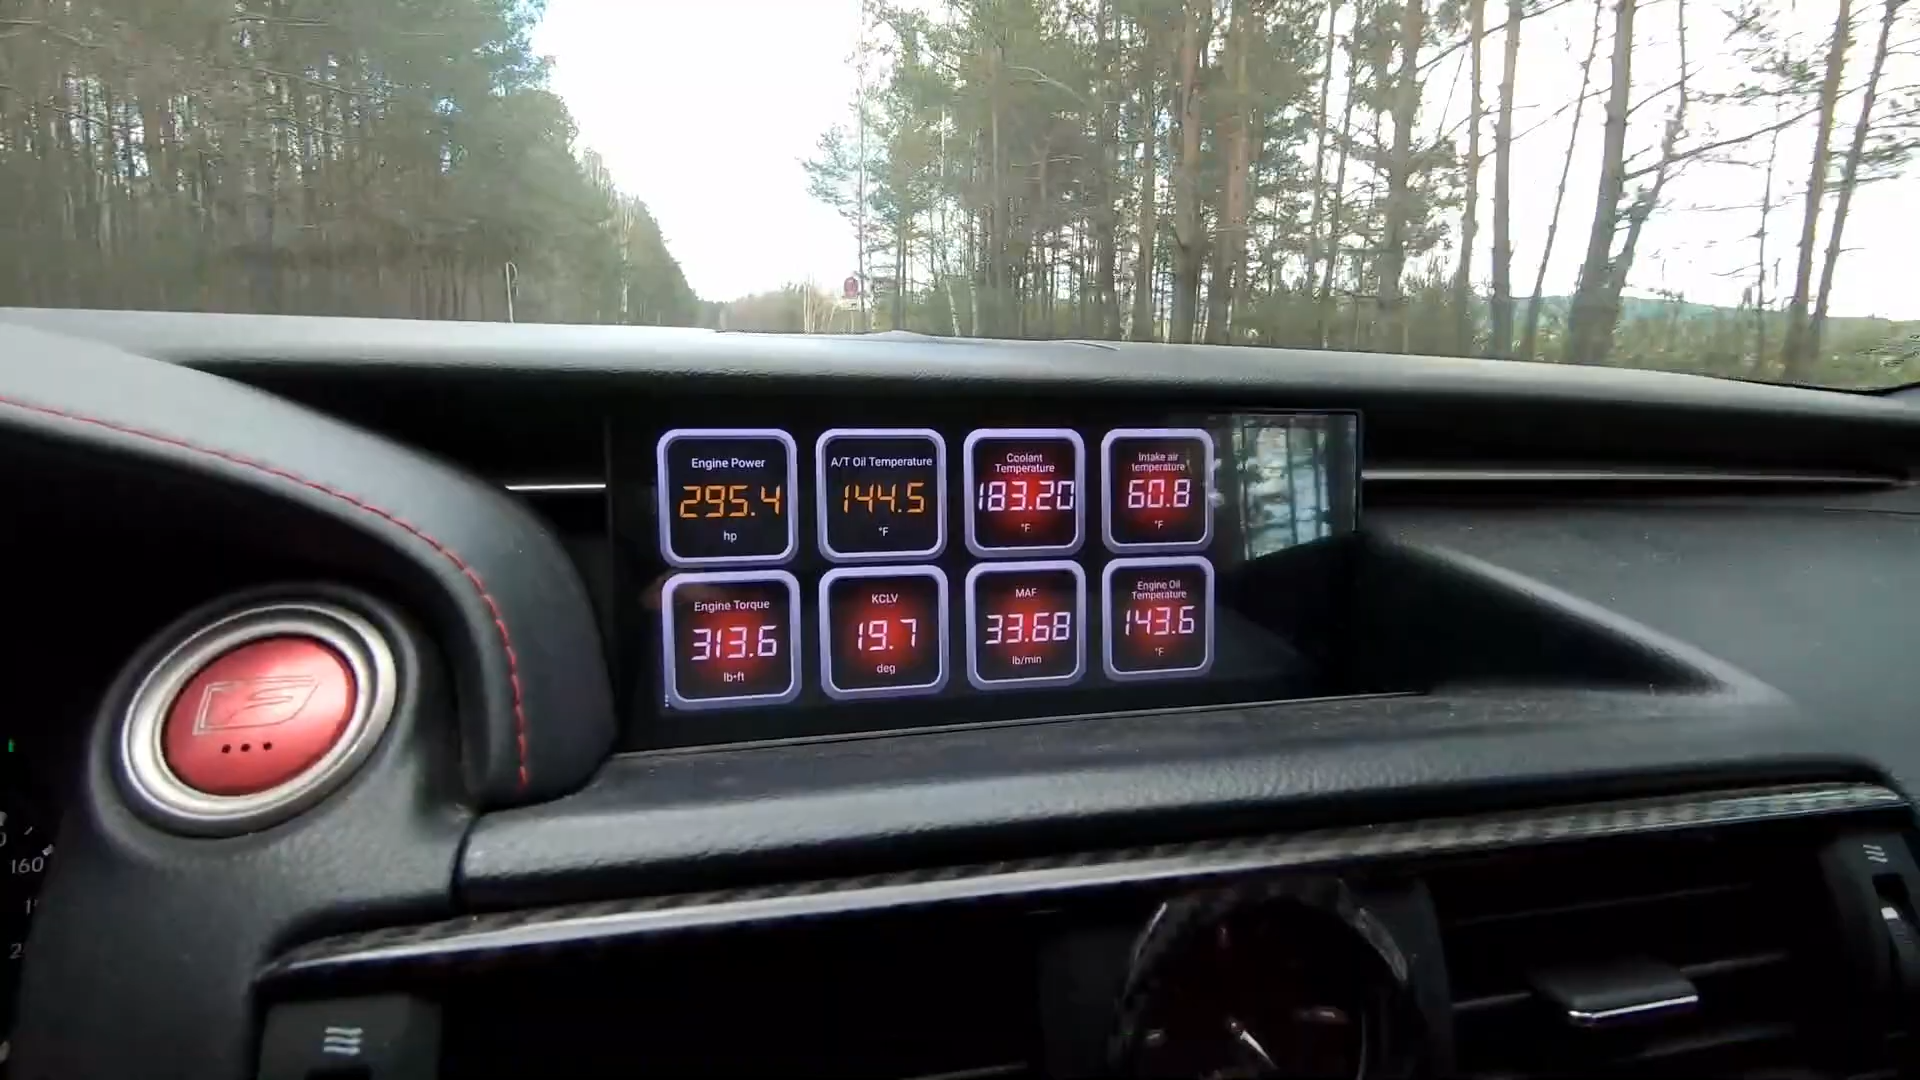 Engine Power
295.4
hp
A/T Oil Temperature
144.5
°F
Coolant
Temperature
183.20
°F
Intake air
temperature
60.8
°F
Engine Torque
313.6
lb•ft
KCLV
19.7
deg
MAF
33.68
lb/min
Engine Oil
Temperature
143.6
°F
160